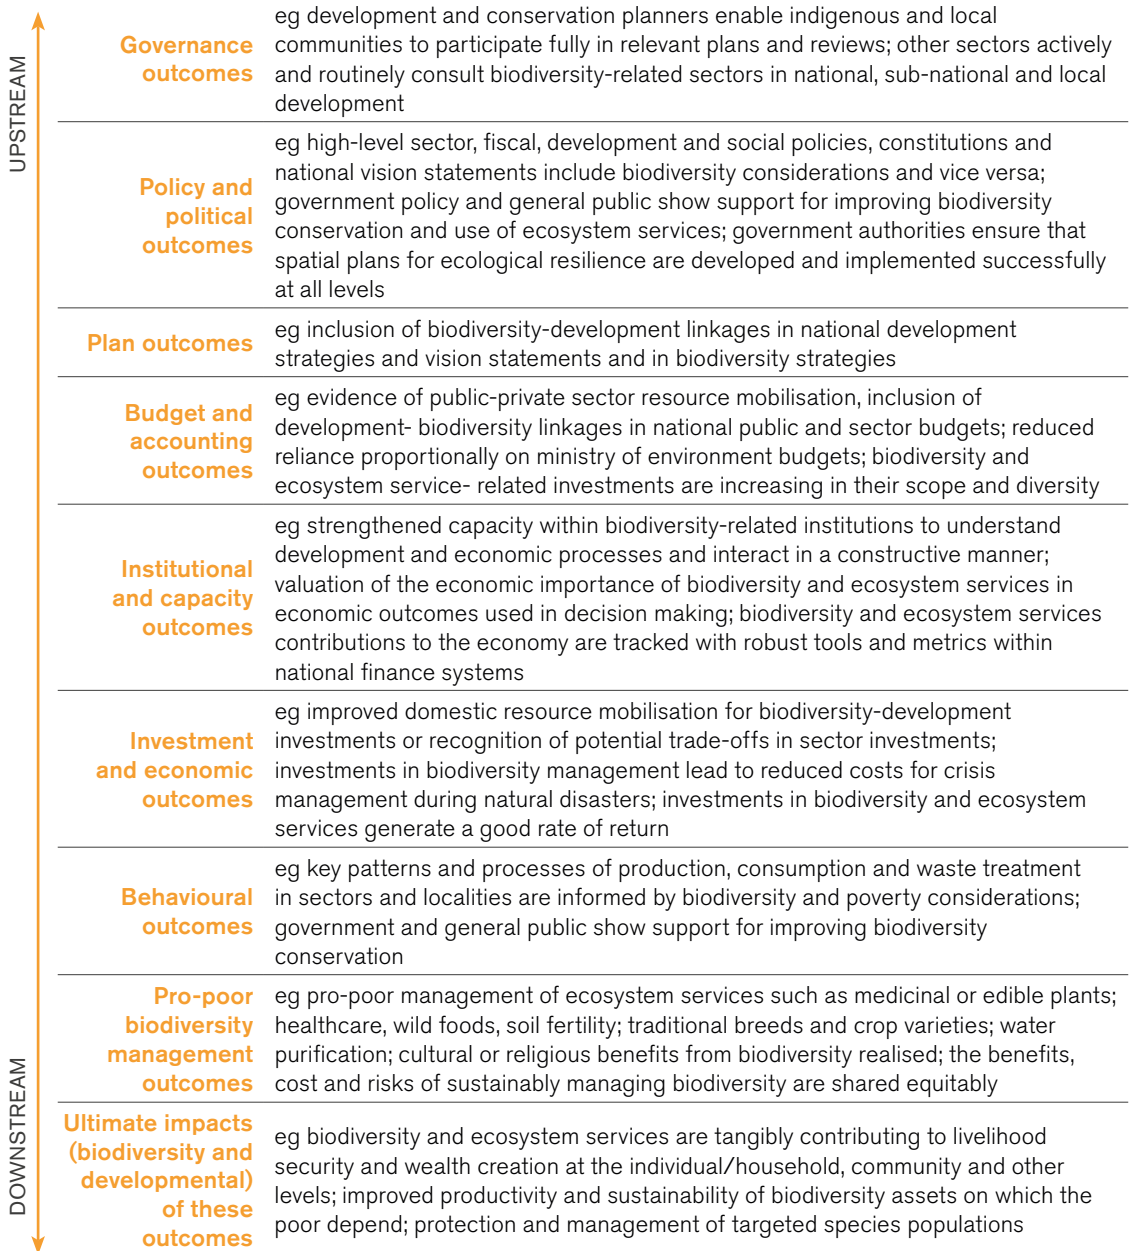 UPSTREAM
Governance
outcomes
eg development and conservation planners enable indigenous and local
communities to participate fully in relevant plans and reviews; other sectors actively
and routinely consult biodiversity-related sectors in national, sub-national and local
development
Policy and
political
outcomes
eg high-level sector, fiscal, development and social policies, constitutions and
national vision statements include biodiversity considerations and vice versa;
government policy and general public show support for improving biodiversity
conservation and use of ecosystem services; government authorities ensure that
spatial plans for ecological resilience are developed and implemented successfully
at all levels
Plan outcomes
eg inclusion of biodiversity-development linkages in national development
strategies and vision statements and in biodiversity strategies
Budget and
accounting
outcomes
eg evidence of public-private sector resource mobilisation, inclusion of
development- biodiversity linkages in national public and sector budgets; reduced
reliance proportionally on ministry of environment budgets; biodiversity and
ecosystem service- related investments are increasing in their scope and diversity
Institutional
and capacity
outcomes
eg strengthened capacity within biodiversity-related institutions to understand
development and economic processes and interact in a constructive manner;
valuation of the economic importance of biodiversity and ecosystem services in
economic outcomes used in decision making; biodiversity and ecosystem services
contributions to the economy are tracked with robust tools and metrics within
national finance systems
Investment
and economic
outcomes
eg improved domestic resource mobilisation for biodiversity-development
investments or recognition of potential trade-offs in sector investments;
investments in biodiversity management lead to reduced costs for crisis
management during natural disasters; investments in biodiversity and ecosystem
services generate a good rate of return
Behavioural
outcomes
eg key patterns and processes of production, consumption and waste treatment
in sectors and localities are informed by biodiversity and poverty considerations;
government and general public show support for improving biodiversity
conservation
Pro-poor
biodiversity
management
outcomes
eg pro-poor management of ecosystem services such as medicinal or edible plants;
healthcare, wild foods, soil fertility; traditional breeds and crop varieties; water
purification; cultural or religious benefits from biodiversity realised; the benefits,
cost and risks of sustainably managing biodiversity are shared equitably
DOWNSTREAM
Ultimate impacts
(biodiversity and
developmental)
of these
outcomes
eg biodiversity and ecosystem services are tangibly contributing to livelihood
security and wealth creation at the individual/household, community and other
levels; improved productivity and sustainability of biodiversity assets on which the
poor depend; protection and management of targeted species populations